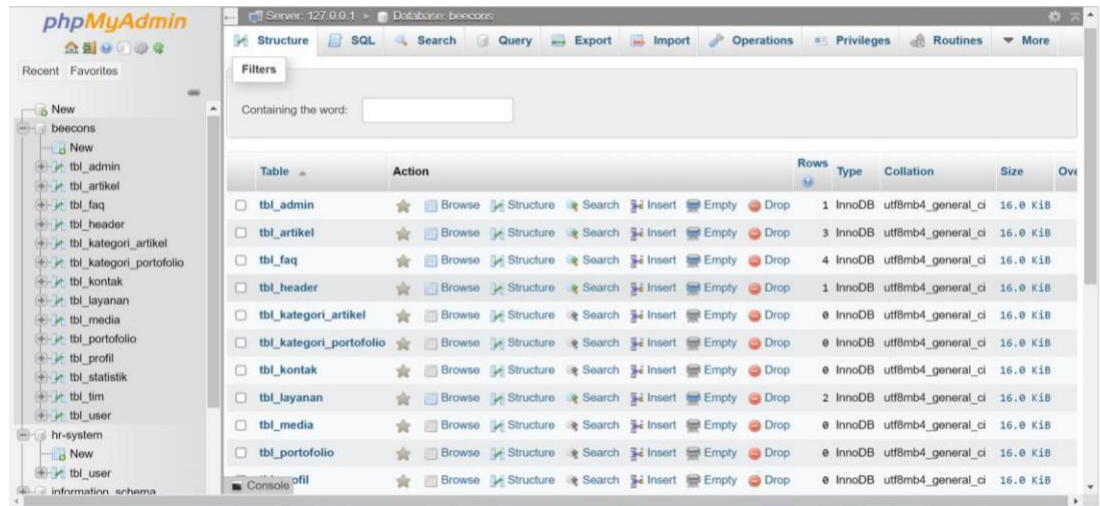 phpMyAdmin
Recent Favorites
New
beecons
New
tbl_admin
tbl_artikel
tbl_faq
tbl_header
tbl_kategori_artikel
tbl_kategori_portofolio
tbl_kontak
tbl_layanan
tbl_media
tbl_portofolio
tbl_profil
tbl_statistik
tbl_tim
tbl_user
hr-system
New
tbl_user
information_schema
Server: 127.0.0.1 » Database: beecons
Structure SQL Search Query Export Import Operations Privileges Routines More
Filters
Containing the word:
Table Action Rows Type Collation Size Ove
tbl_admin Browse Structure Search Insert Empty Drop 1 InnoDB utf8mb4_general_ci 16.0 KiB
tbl_artikel Browse Structure Search Insert Empty Drop 3 InnoDB utf8mb4_general_ci 16.0 KiB
tbl_faq Browse Structure Search Insert Empty Drop 4 InnoDB utf8mb4_general_ci 16.0 KiB
tbl_header Browse Structure Search Insert Empty Drop 1 InnoDB utf8mb4_general_ci 16.0 KiB
tbl_kategori_artikel Browse Structure Search Insert Empty Drop 0 InnoDB utf8mb4_general_ci 16.0 KiB
tbl_kategori_portofolio Browse Structure Search Insert Empty Drop 0 InnoDB utf8mb4_general_ci 16.0 KiB
tbl_kontak Browse Structure Search Insert Empty Drop 0 InnoDB utf8mb4_general_ci 16.0 KiB
tbl_layanan Browse Structure Search Insert Empty Drop 2 InnoDB utf8mb4_general_ci 16.0 KiB
tbl_media Browse Structure Search Insert Empty Drop 0 InnoDB utf8mb4_general_ci 16.0 KiB
tbl_portofolio Browse Structure Search Insert Empty Drop 0 InnoDB utf8mb4_general_ci 16.0 KiB
ofil Browse Structure Search Insert Empty Drop 0 InnoDB utf8mb4_general_ci 16.0 KiB
Console